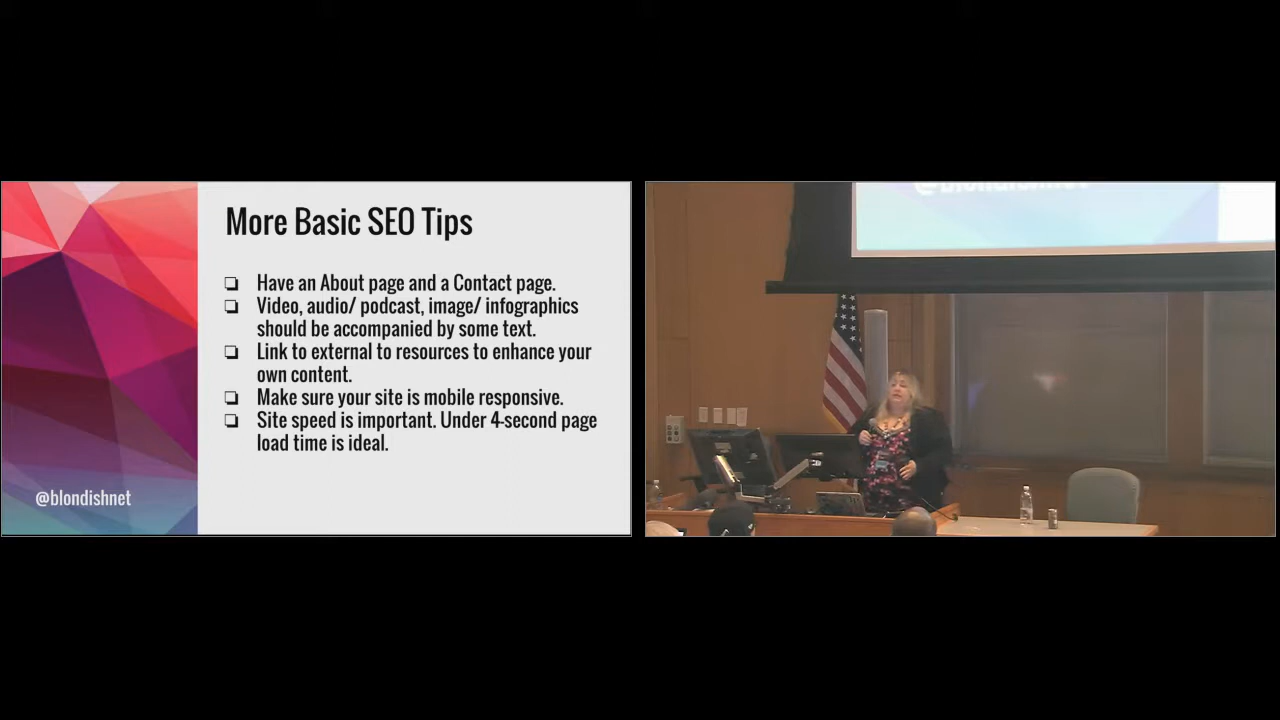 More Basic SEO Tips
❏ Have an About page and a Contact page.
❏ Video, audio/ podcast, image/ infographics
should be accompanied by some text.
❏ Link to external to resources to enhance your
own content.
❏ Make sure your site is mobile responsive.
❏ Site speed is important. Under 4-second page
load time is ideal.
@blondishnet
@blondishnet